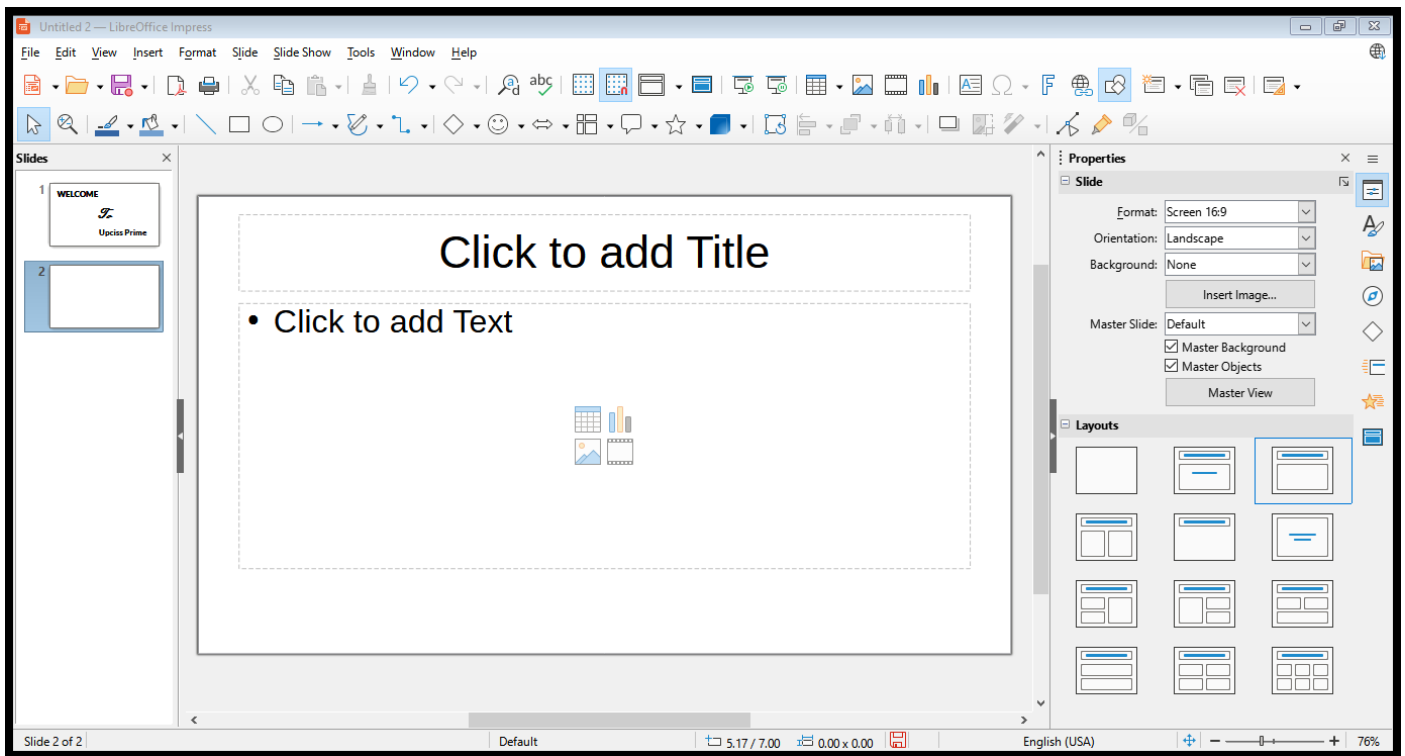 Untitled 2 — LibreOffice Impress
File Edit View Insert Format Slide Slide Show Tools Window Help
abc
Slides
1
WELCOME
To
Upciss Prime
2
Click to add Title
• Click to add Text
Properties
Slide
Format: Screen 16:9
Orientation: Landscape
Background: None
Insert Image...
Master Slide: Default
Master Background
Master Objects
Master View
Layouts
Slide 2 of 2 Default 5.17 / 7.00 0.00 x 0.00 English (USA) 76%